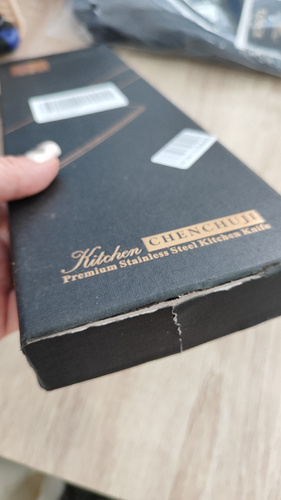 Kitchen CHENCHUJI
Premium Stainless Steel Kitchen Knife